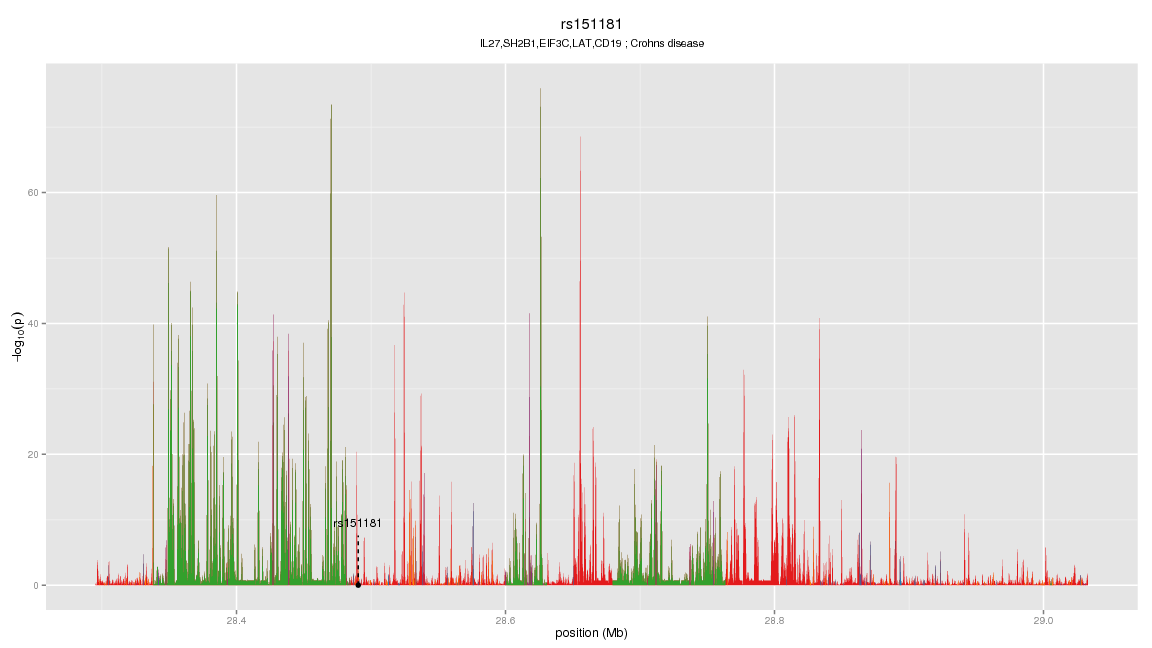 rs151181
IL27,SH2B1,EIF3C,LAT,CD19 ; Crohns disease
60
40
20
0
−log10(p)
rs151181
28.4
28.6
28.8
29.0
position (Mb)